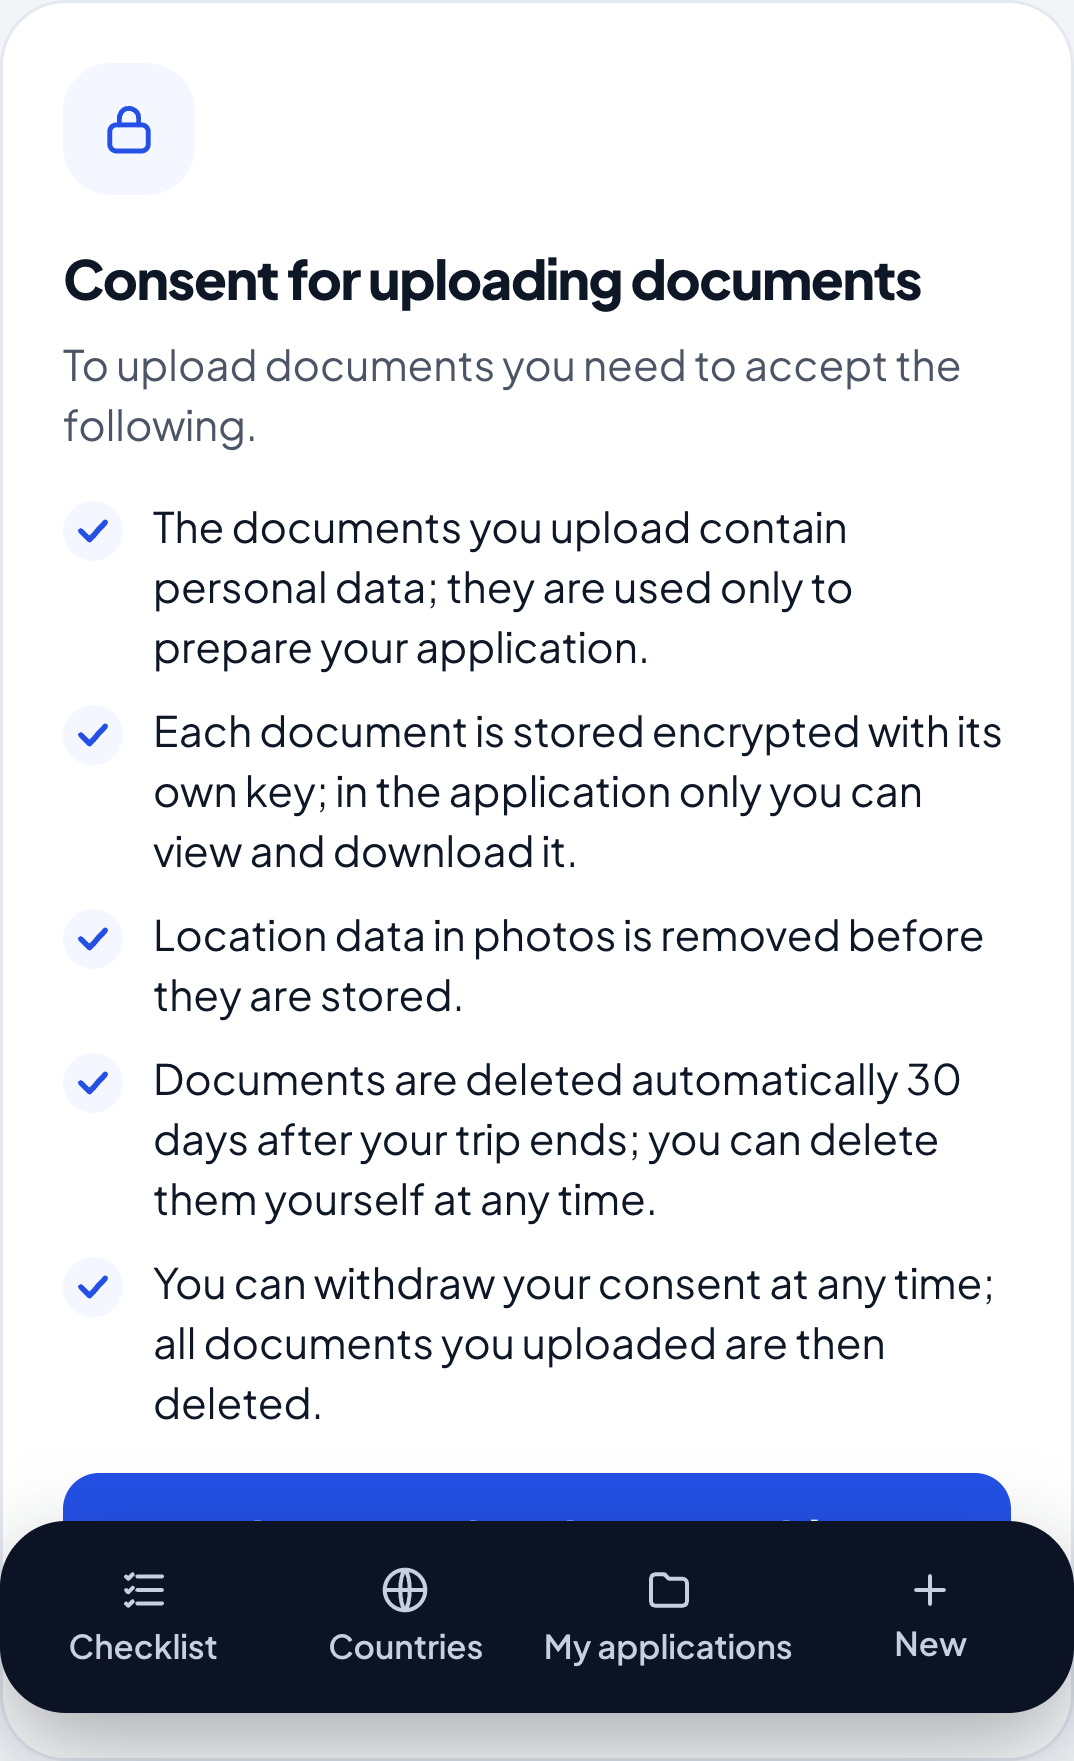 Consent for uploading documents
To upload documents you need to accept the
following.
The documents you upload contain
personal data; they are used only to
prepare your application.
Each document is stored encrypted with its
own key; in the application only you can
view and download it.
Location data in photos is removed before
they are stored.
Documents are deleted automatically 30
days after your trip ends; you can delete
them yourself at any time.
You can withdraw your consent at any time;
all documents you uploaded are then
deleted.
Checklist
Countries
My applications
New